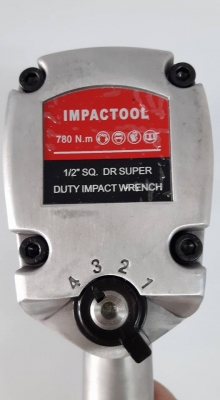 IMPACTOOL
780 N.m
1/2" SQ. DR SUPER
DUTY IMPACT WRENCH
4 3 2 1